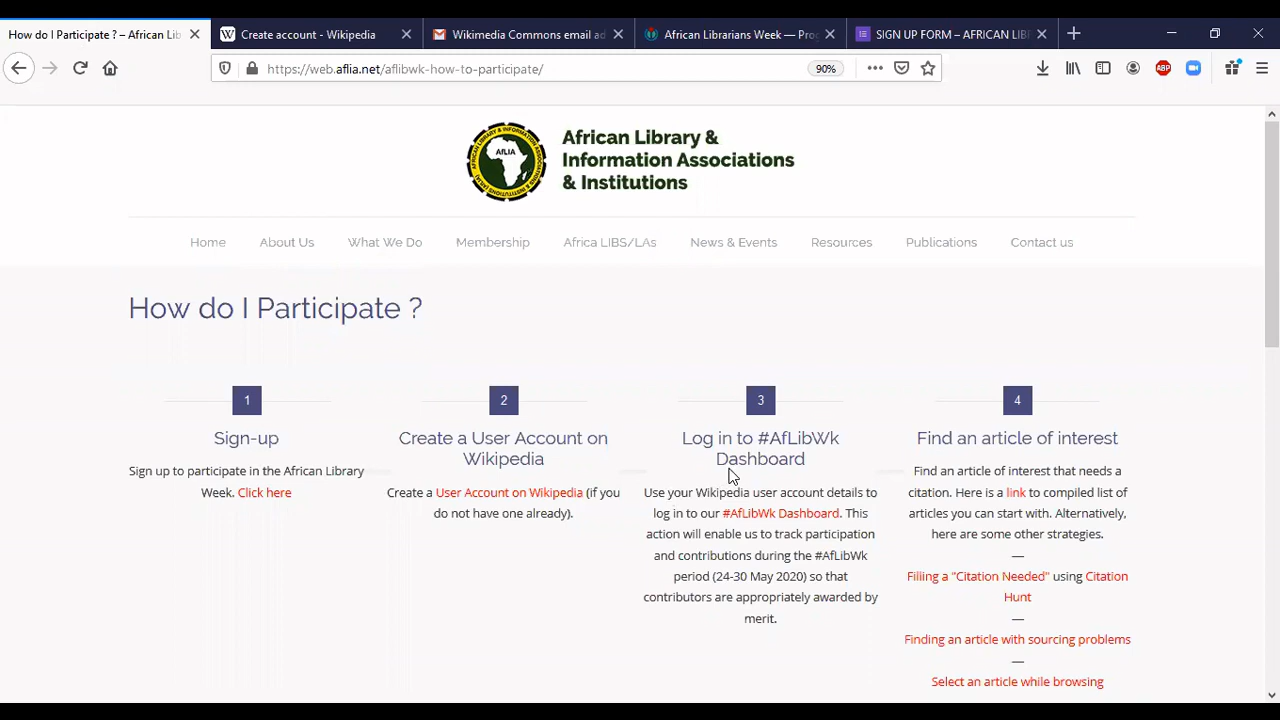 How do I Participate ? – African Lib
Create account - Wikipedia
Wikimedia Commons email ad
African Librarians Week — Pro
SIGN UP FORM – AFRICAN LIB
https://web.aflia.net/aflibwk-how-to-participate/
90%
ABP
AfLIA
African Library &
Information Associations
& Institutions
Home
About Us
What We Do
Membership
Africa LIBS/LAs
News & Events
Resources
Publications
Contact us
How do I Participate ?
1
Sign-up
Sign up to participate in the African Library
Week. Click here
2
Create a User Account on
Wikipedia
Create a User Account on Wikipedia (if you
do not have one already).
3
Log in to #AfLibWk
Dashboard
Use your Wikipedia user account details to
log in to our #AfLibWk Dashboard. This
action will enable us to track participation
and contributions during the #AfLibWk
period (24-30 May 2020) so that
contributors are appropriately awarded by
merit.
4
Find an article of interest
Find an article of interest that needs a
citation. Here is a link to compiled list of
articles you can start with. Alternatively,
here are some other strategies.
—
Filling a "Citation Needed" using Citation
Hunt
—
Finding an article with sourcing problems
—
Select an article while browsing